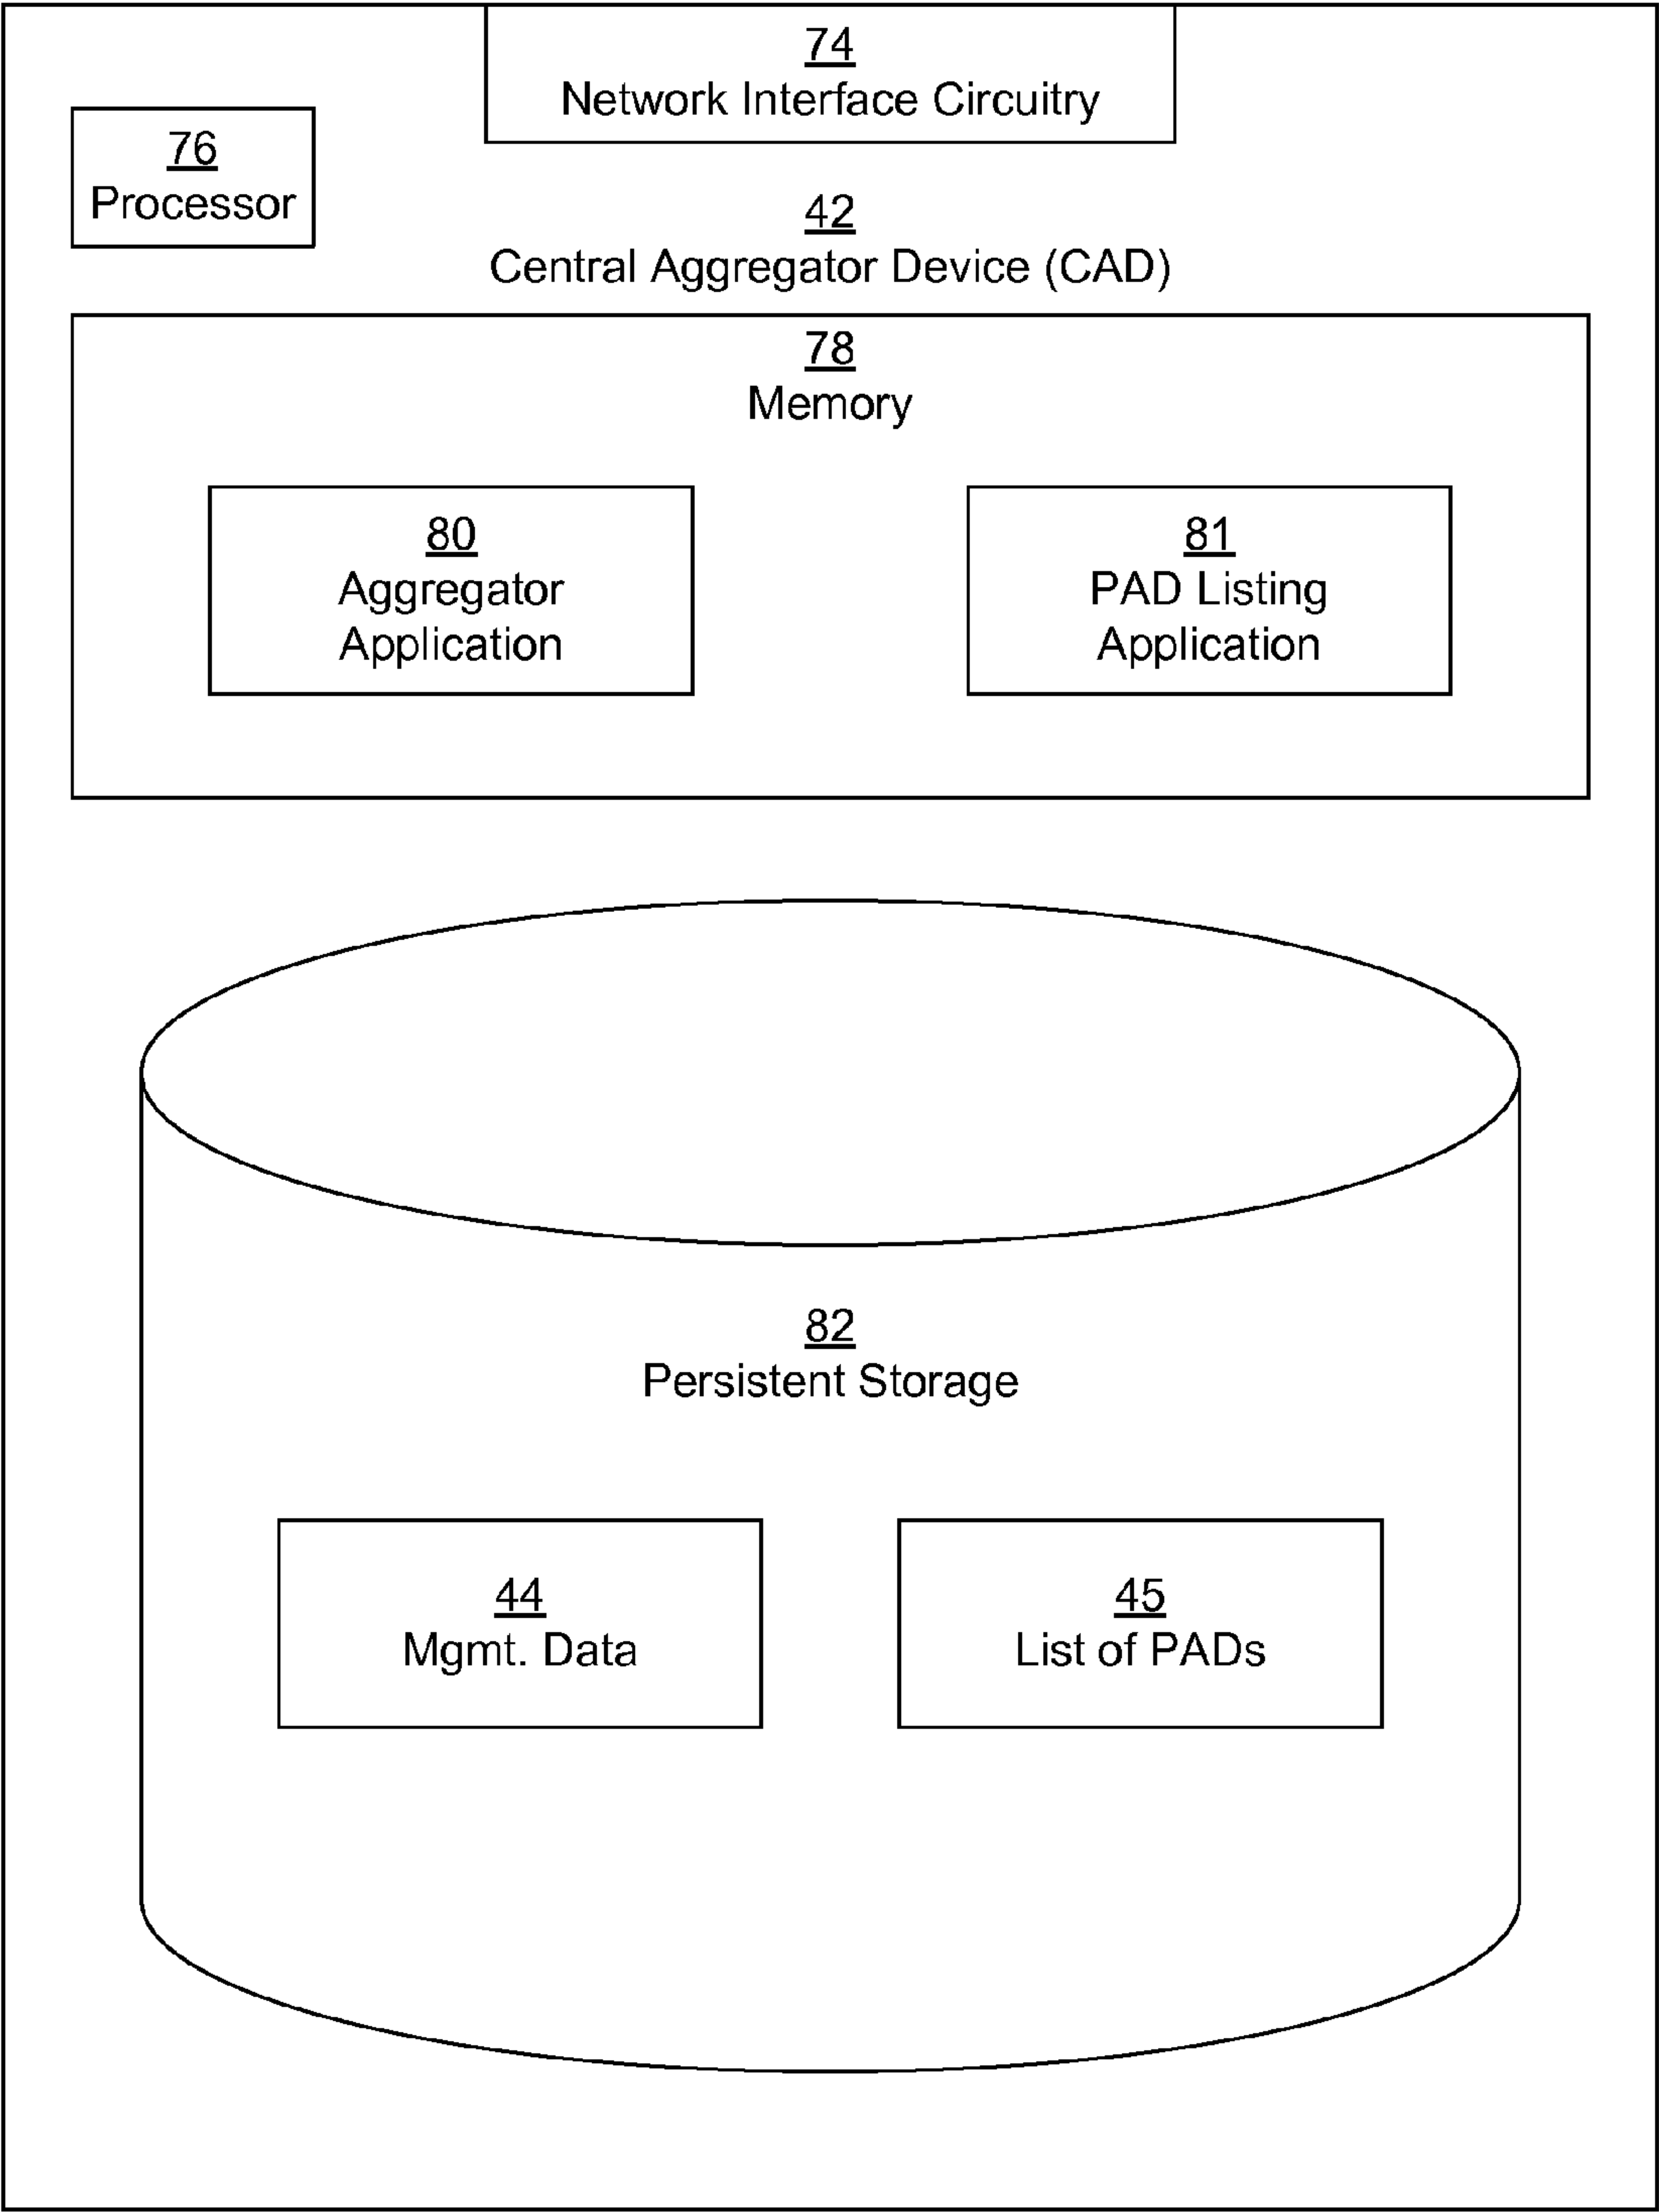 74
Network Interface Circuitry
76
Processor
42
Central Aggregator Device (CAD)
78
Memory
80
Aggregator
Application
81
PAD Listing
Application
82
Persistent Storage
44
Mgmt. Data
45
List of PADs